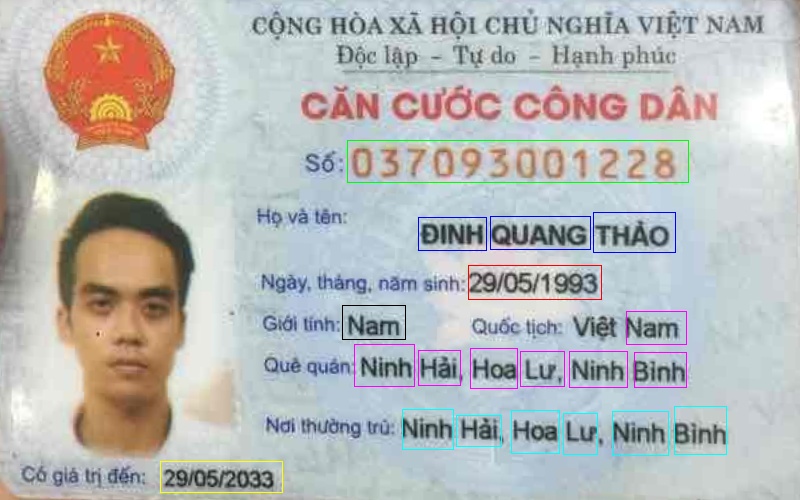 CỘNG HÒA XÃ HỘI CHỦ NGHĨA VIỆT NAM
Độc lập - Tự do - Hạnh phúc
CĂN CƯỚC CÔNG DÂN
Số: 037093001228
Họ và tên: ĐINH QUANG THẢO
Ngày, tháng, năm sinh: 29/05/1993
Giới tính: Nam Quốc tịch: Việt Nam
Quê quán: Ninh Hải, Hoa Lư, Ninh Bình
Nơi thường trú: Ninh Hải, Hoa Lư, Ninh Bình
Có giá trị đến: 29/05/2033